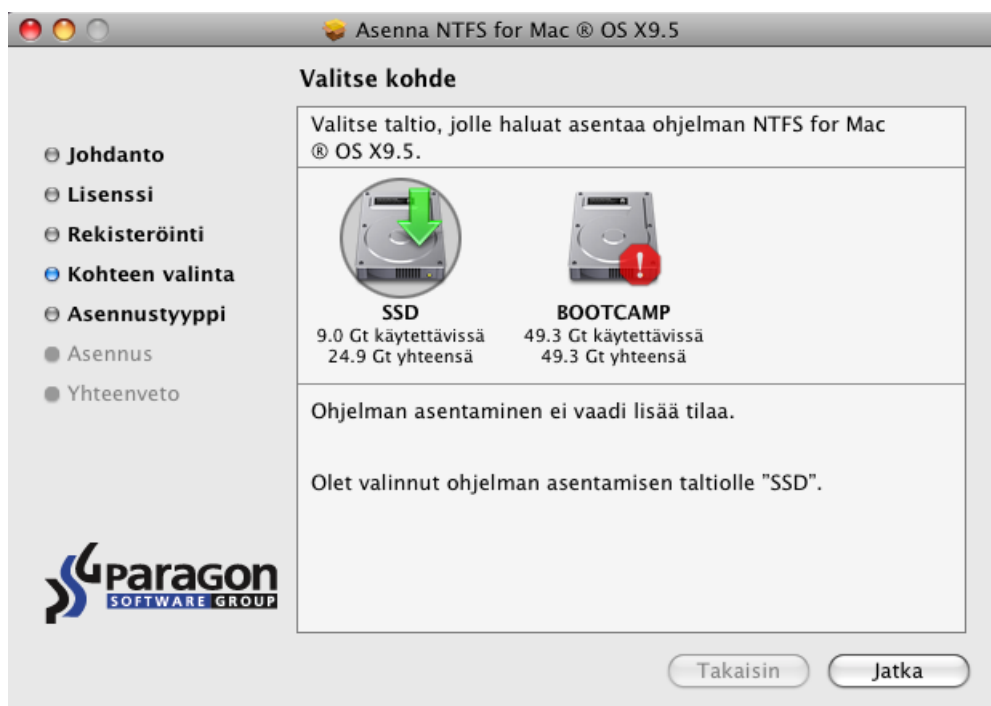 Asenna NTFS for Mac ® OS X9.5
Valitse kohde
Johdanto
Lisenssi
Rekisteröinti
Kohteen valinta
Asennustyyppi
Asennus
Yhteenveto
Valitse taltio, jolle haluat asentaa ohjelman NTFS for Mac
® OS X9.5.
SSD
9.0 Gt käytettävissä
24.9 Gt yhteensä
BOOTCAMP
49.3 Gt käytettävissä
49.3 Gt yhteensä
Ohjelman asentaminen ei vaadi lisää tilaa.
Olet valinnut ohjelman asentamisen taltiolle ”SSD”.
Paragon
SOFTWARE GROUP
Takaisin
Jatka